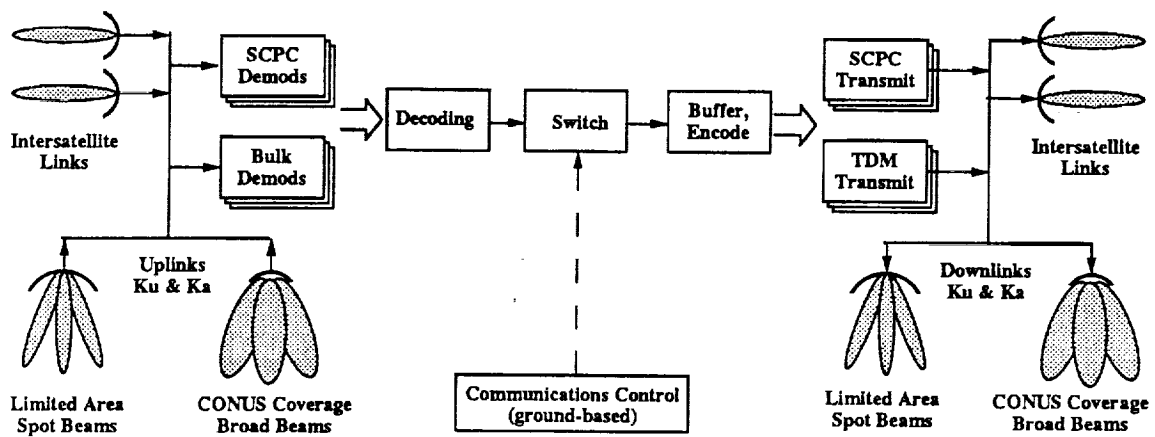 Intersatellite
Links
SCPC
Demods
Bulk
Demods
Decoding
Switch
Buffer,
Encode
SCPC
Transmit
TDM
Transmit
Intersatellite
Links
Uplinks
Ku & Ka
Limited Area
Spot Beams
CONUS Coverage
Broad Beams
Communications Control
(ground-based)
Downlinks
Ku & Ka
Limited Area
Spot Beams
CONUS Coverage
Broad Beams